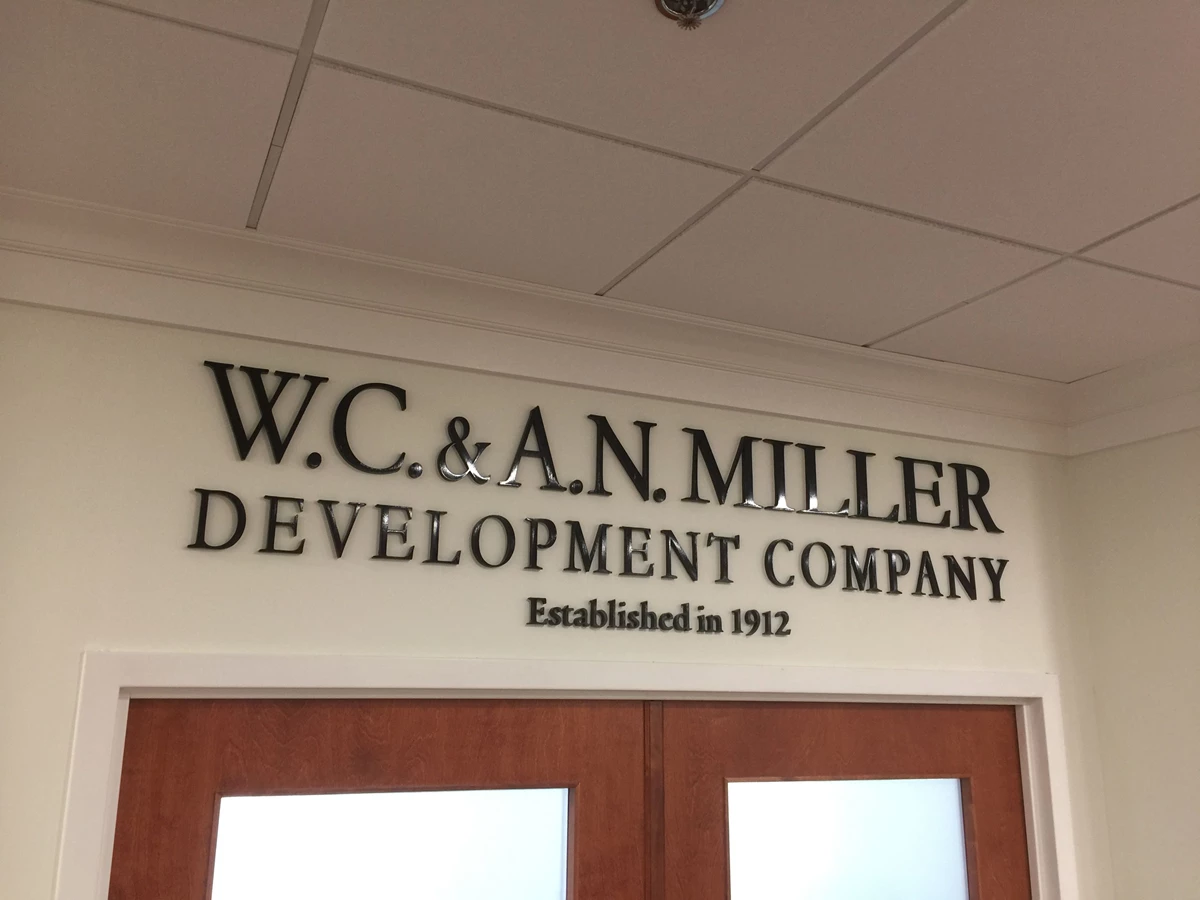 W.C. & A.N. MILLER
DEVELOPMENT COMPANY
Established in 1912